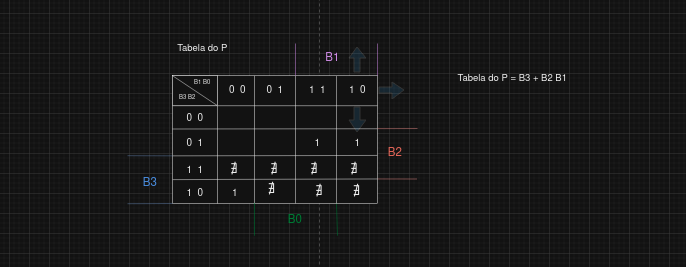 Tabela do P
B1
Tabela do P = B3 + B2 B1
B1 B0
B3 B2
0 0 0 1 1 1 1 0
0 0
0 1 1 1
B2
1 1 ∄ ∄ ∄ ∄
B3
1 0 1 ∄ ∄ ∄
B0